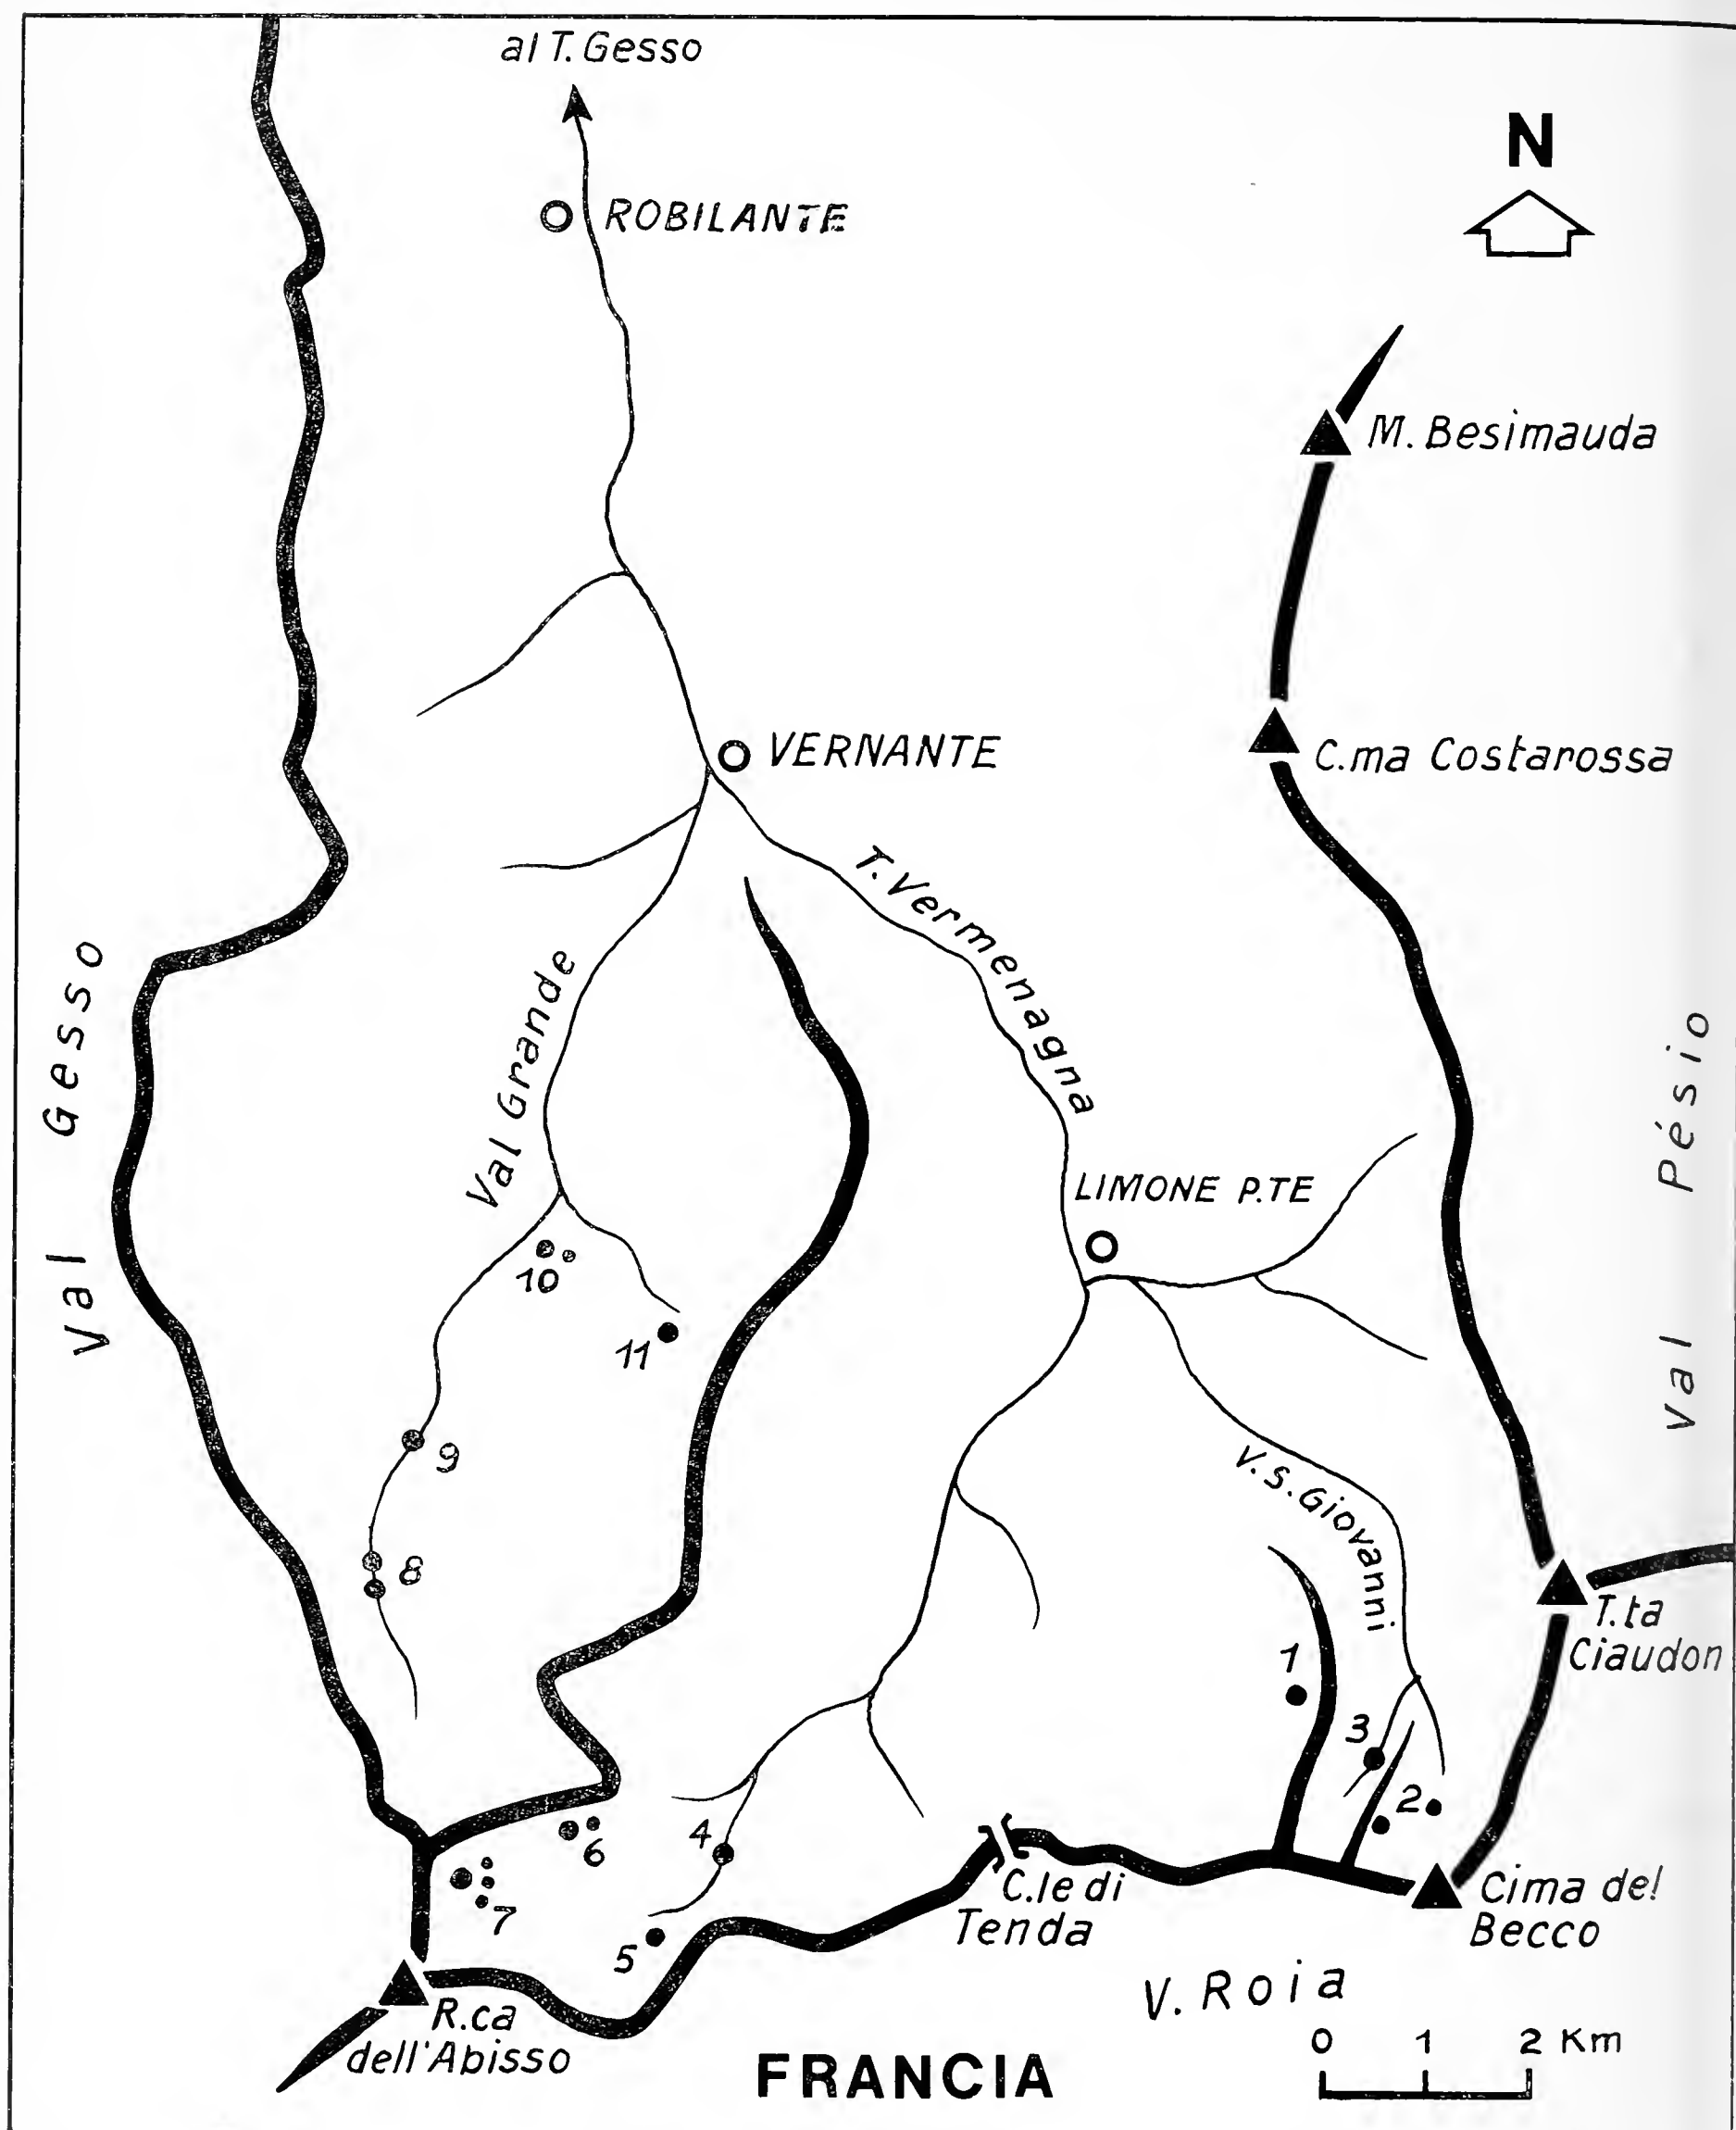 al T. Gesso
N
ROBILANTE
M. Besimauda
VERNANTE
C.ma Costarossa
T. Vermenagna
Val Gesso
Val Grande
Val Pésio
LIMONE P.TE
10
11
9
V.S. Giovanni
8
T.ta
Ciaudon
1
3
2
4
6
7
5
C.le di
Tenda
Cima del
Becco
R.ca
dell'Abisso
V. Roia
FRANCIA
0 1 2 Km